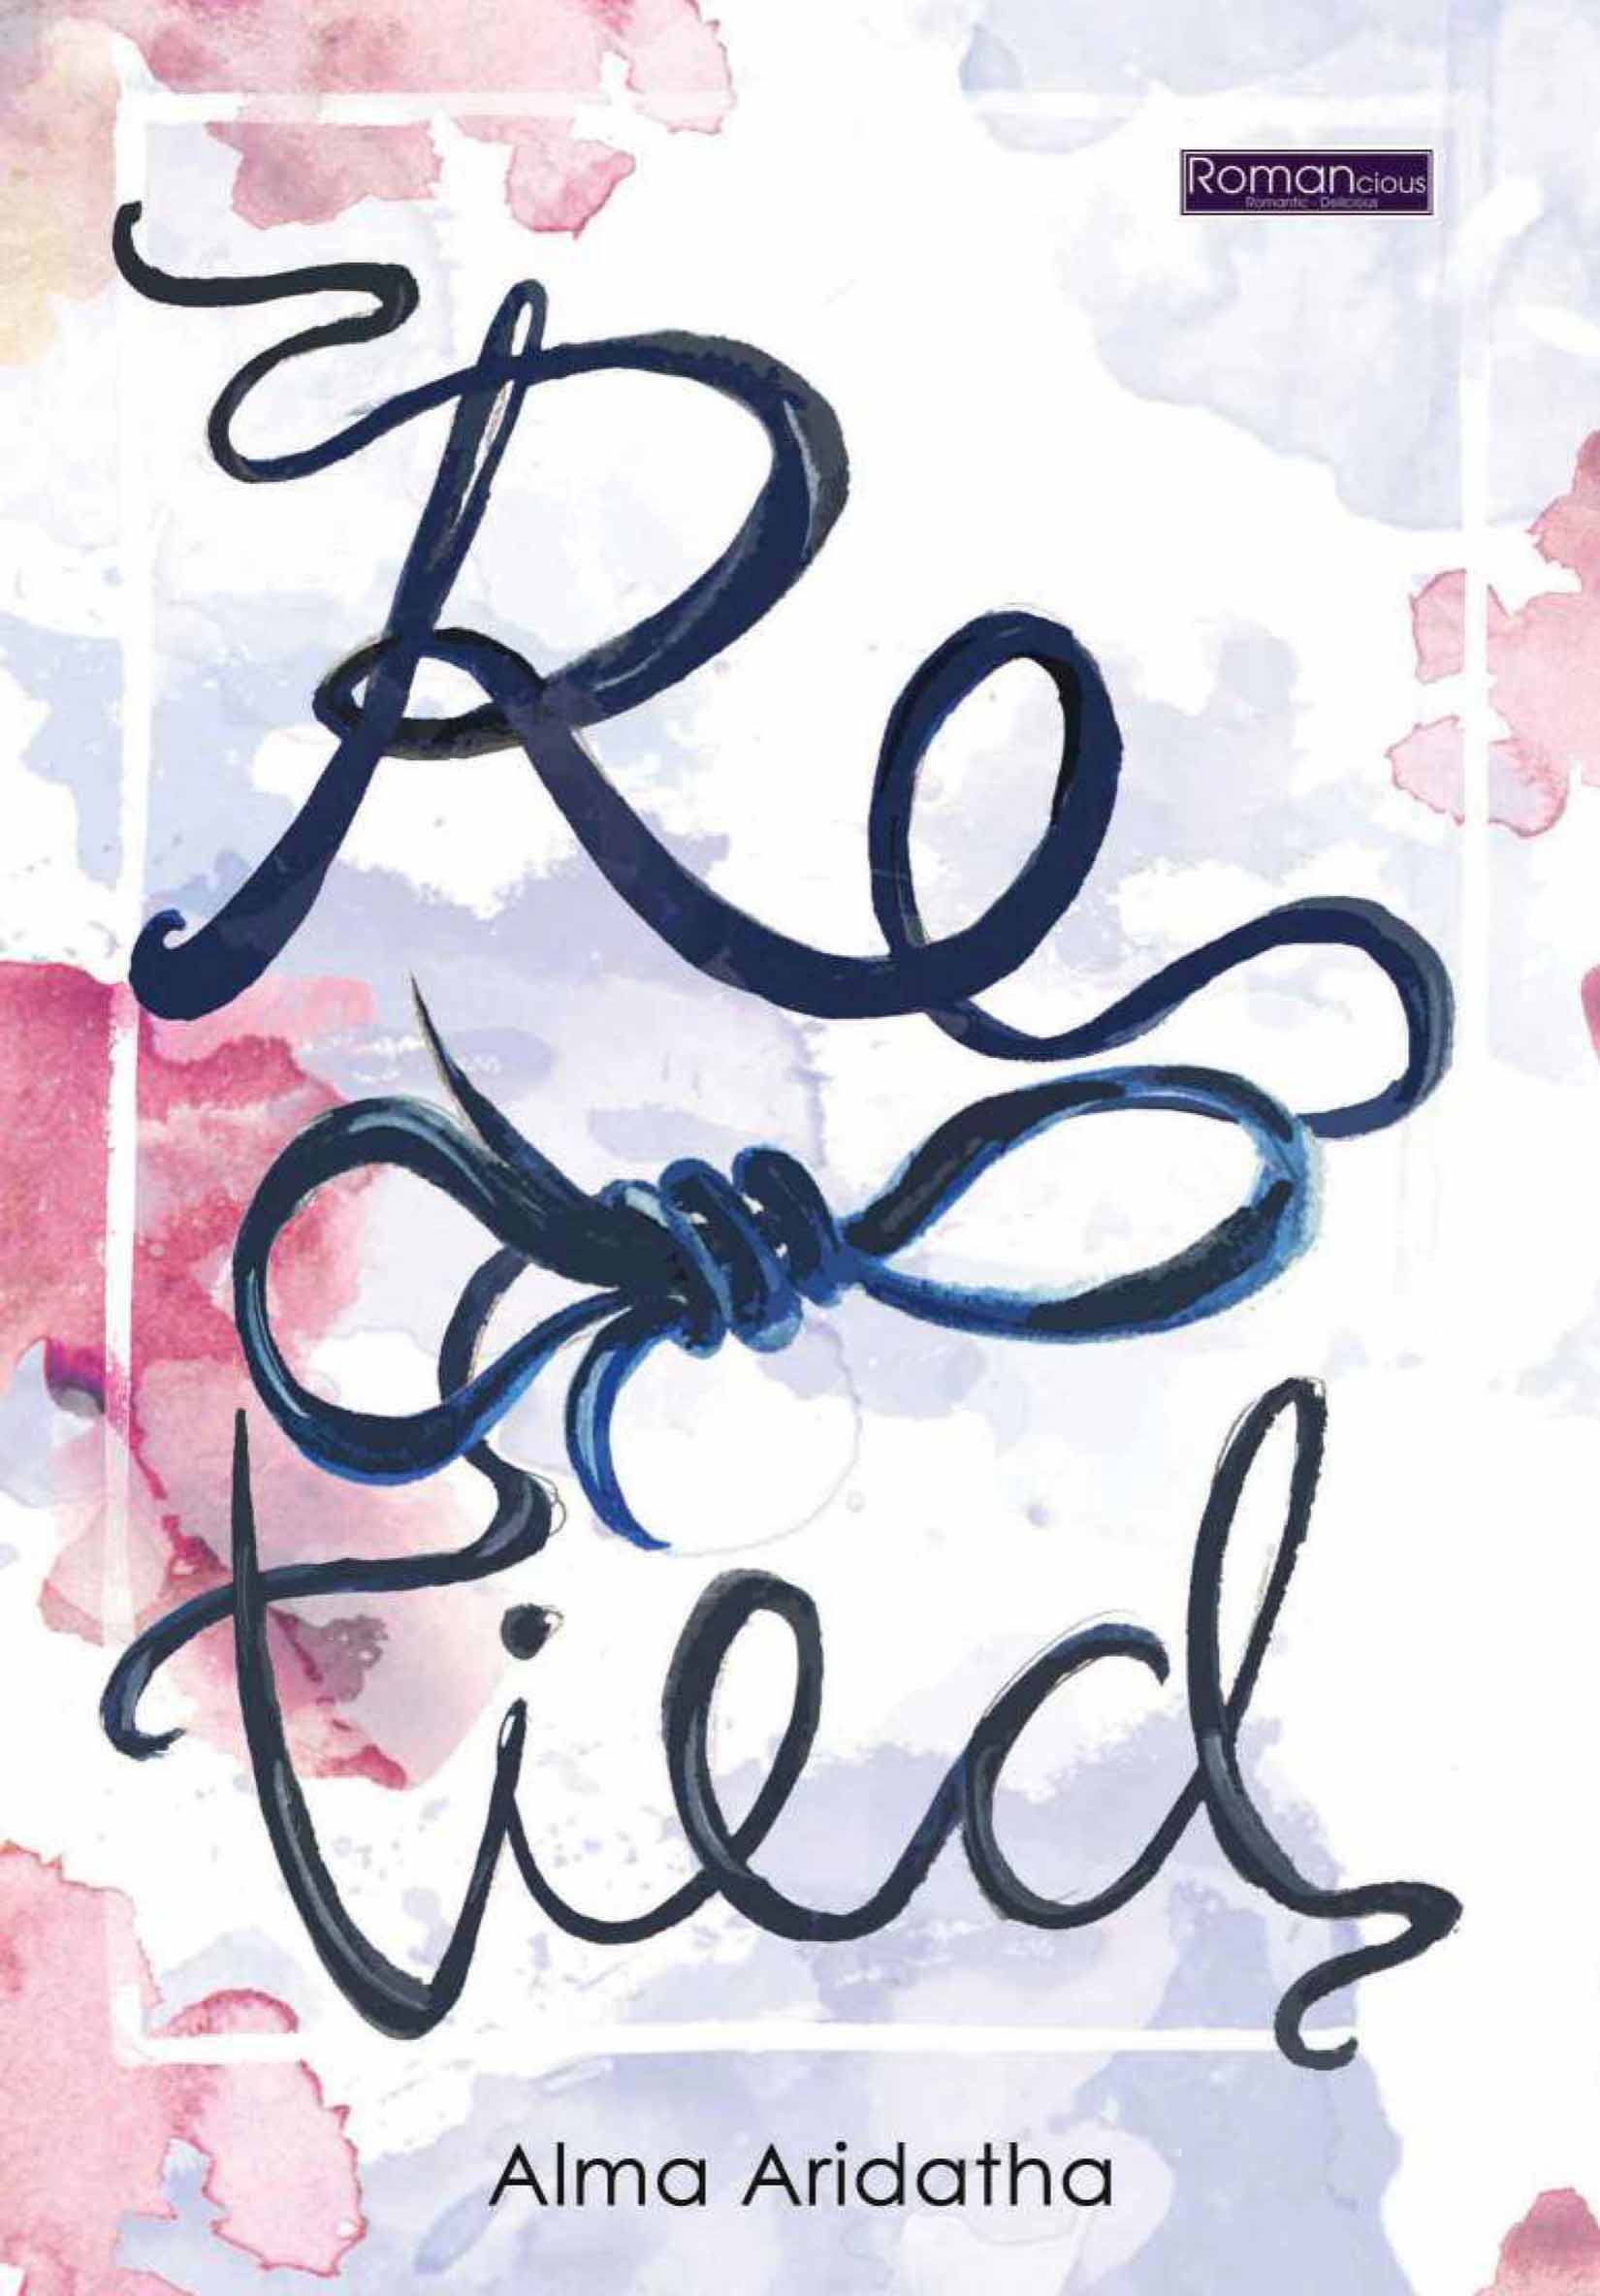 Romancious
Romantic - Delicious
Re
tied
Alma Aridatha